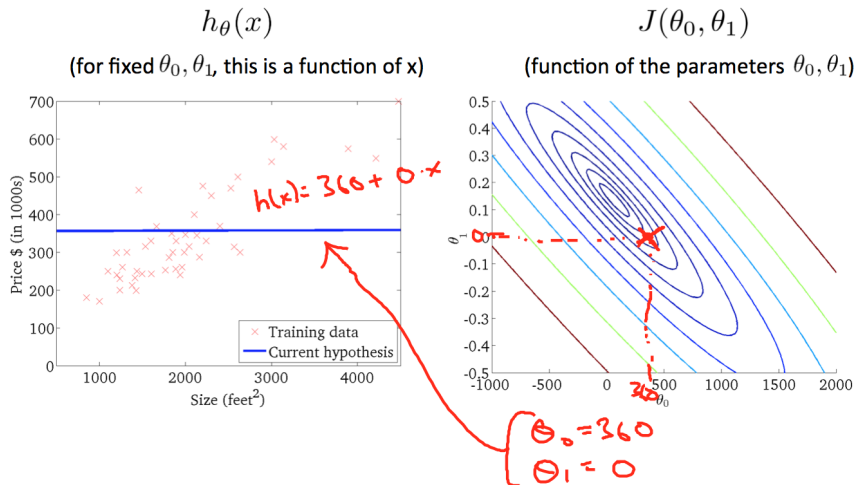 hθ(x)
(for fixed θ₀, θ₁, this is a function of x)
700
600
500
400
300
200
100
0
Price $ (in 1000s)
1000
2000
3000
4000
Size (feet²)
h(x) = 360 + 0·x
Training data
Current hypothesis
J(θ₀, θ₁)
(function of the parameters θ₀, θ₁)
0.5
0.4
0.3
0.2
0.1
0
-0.1
-0.2
-0.3
-0.4
-0.5
θ₁
0
-1000
-500
0
500
1000
1500
2000
360
θ₀
θ₀ = 360
θ₁ = 0